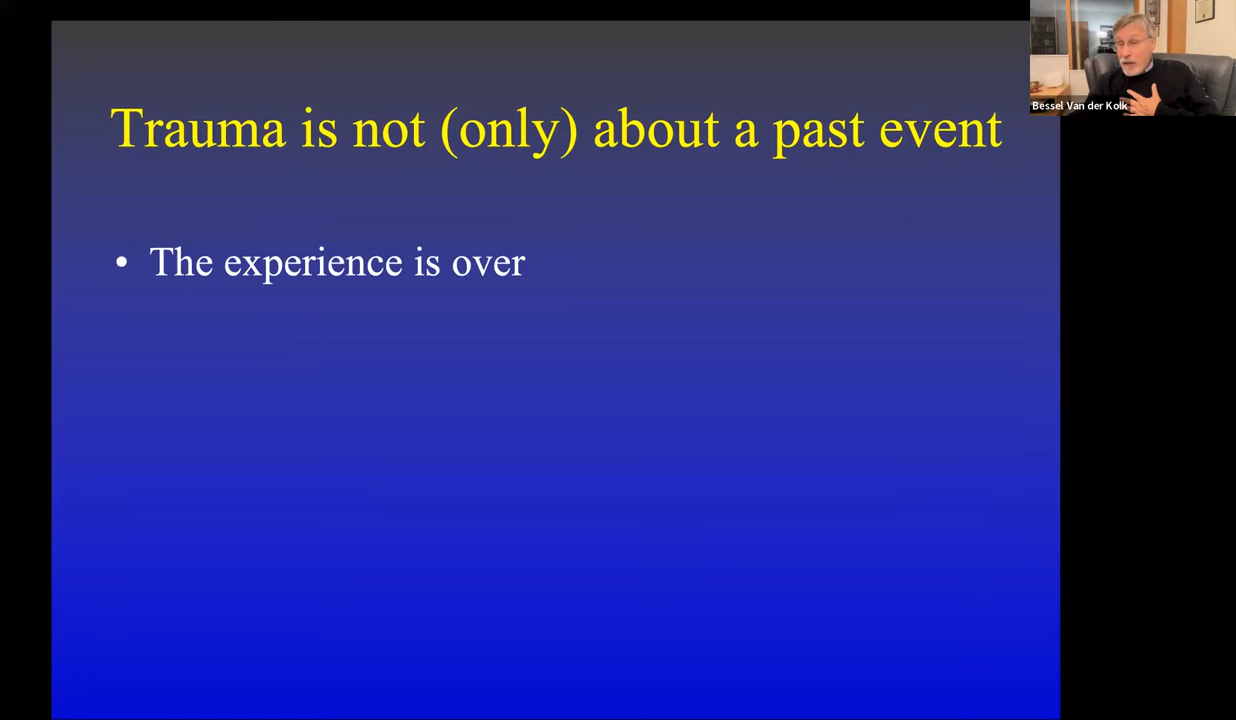 Trauma is not (only) about a past event
• The experience is over
Bessel Van der Kolk